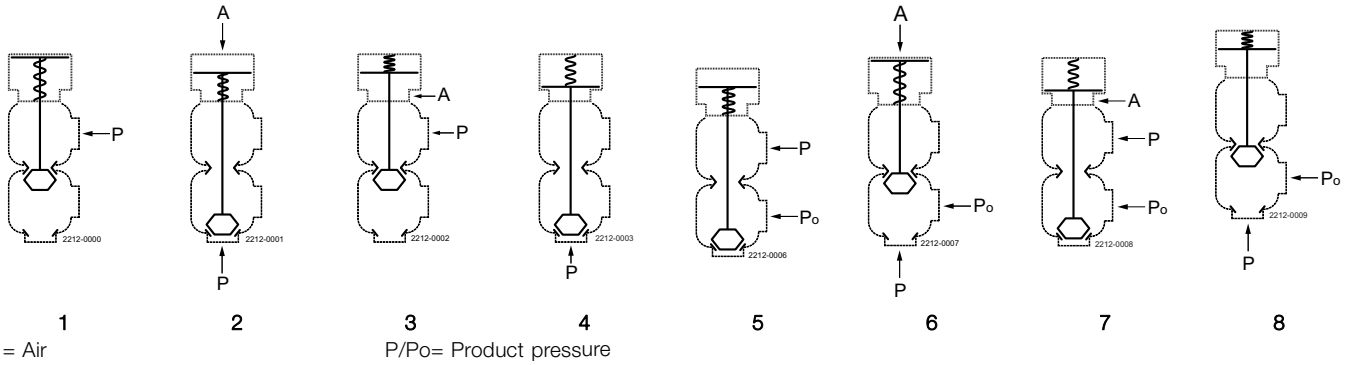 A
A
P
A
P
A
P
Po
P
Po
A
P
Po
Po
2212-0000
2212-0001
2212-0002
2212-0003
2212-0006
2212-0007
2212-0008
2212-0009
P
P
P
P
1 2 3 4 5 6 7 8
= Air P/Po= Product pressure